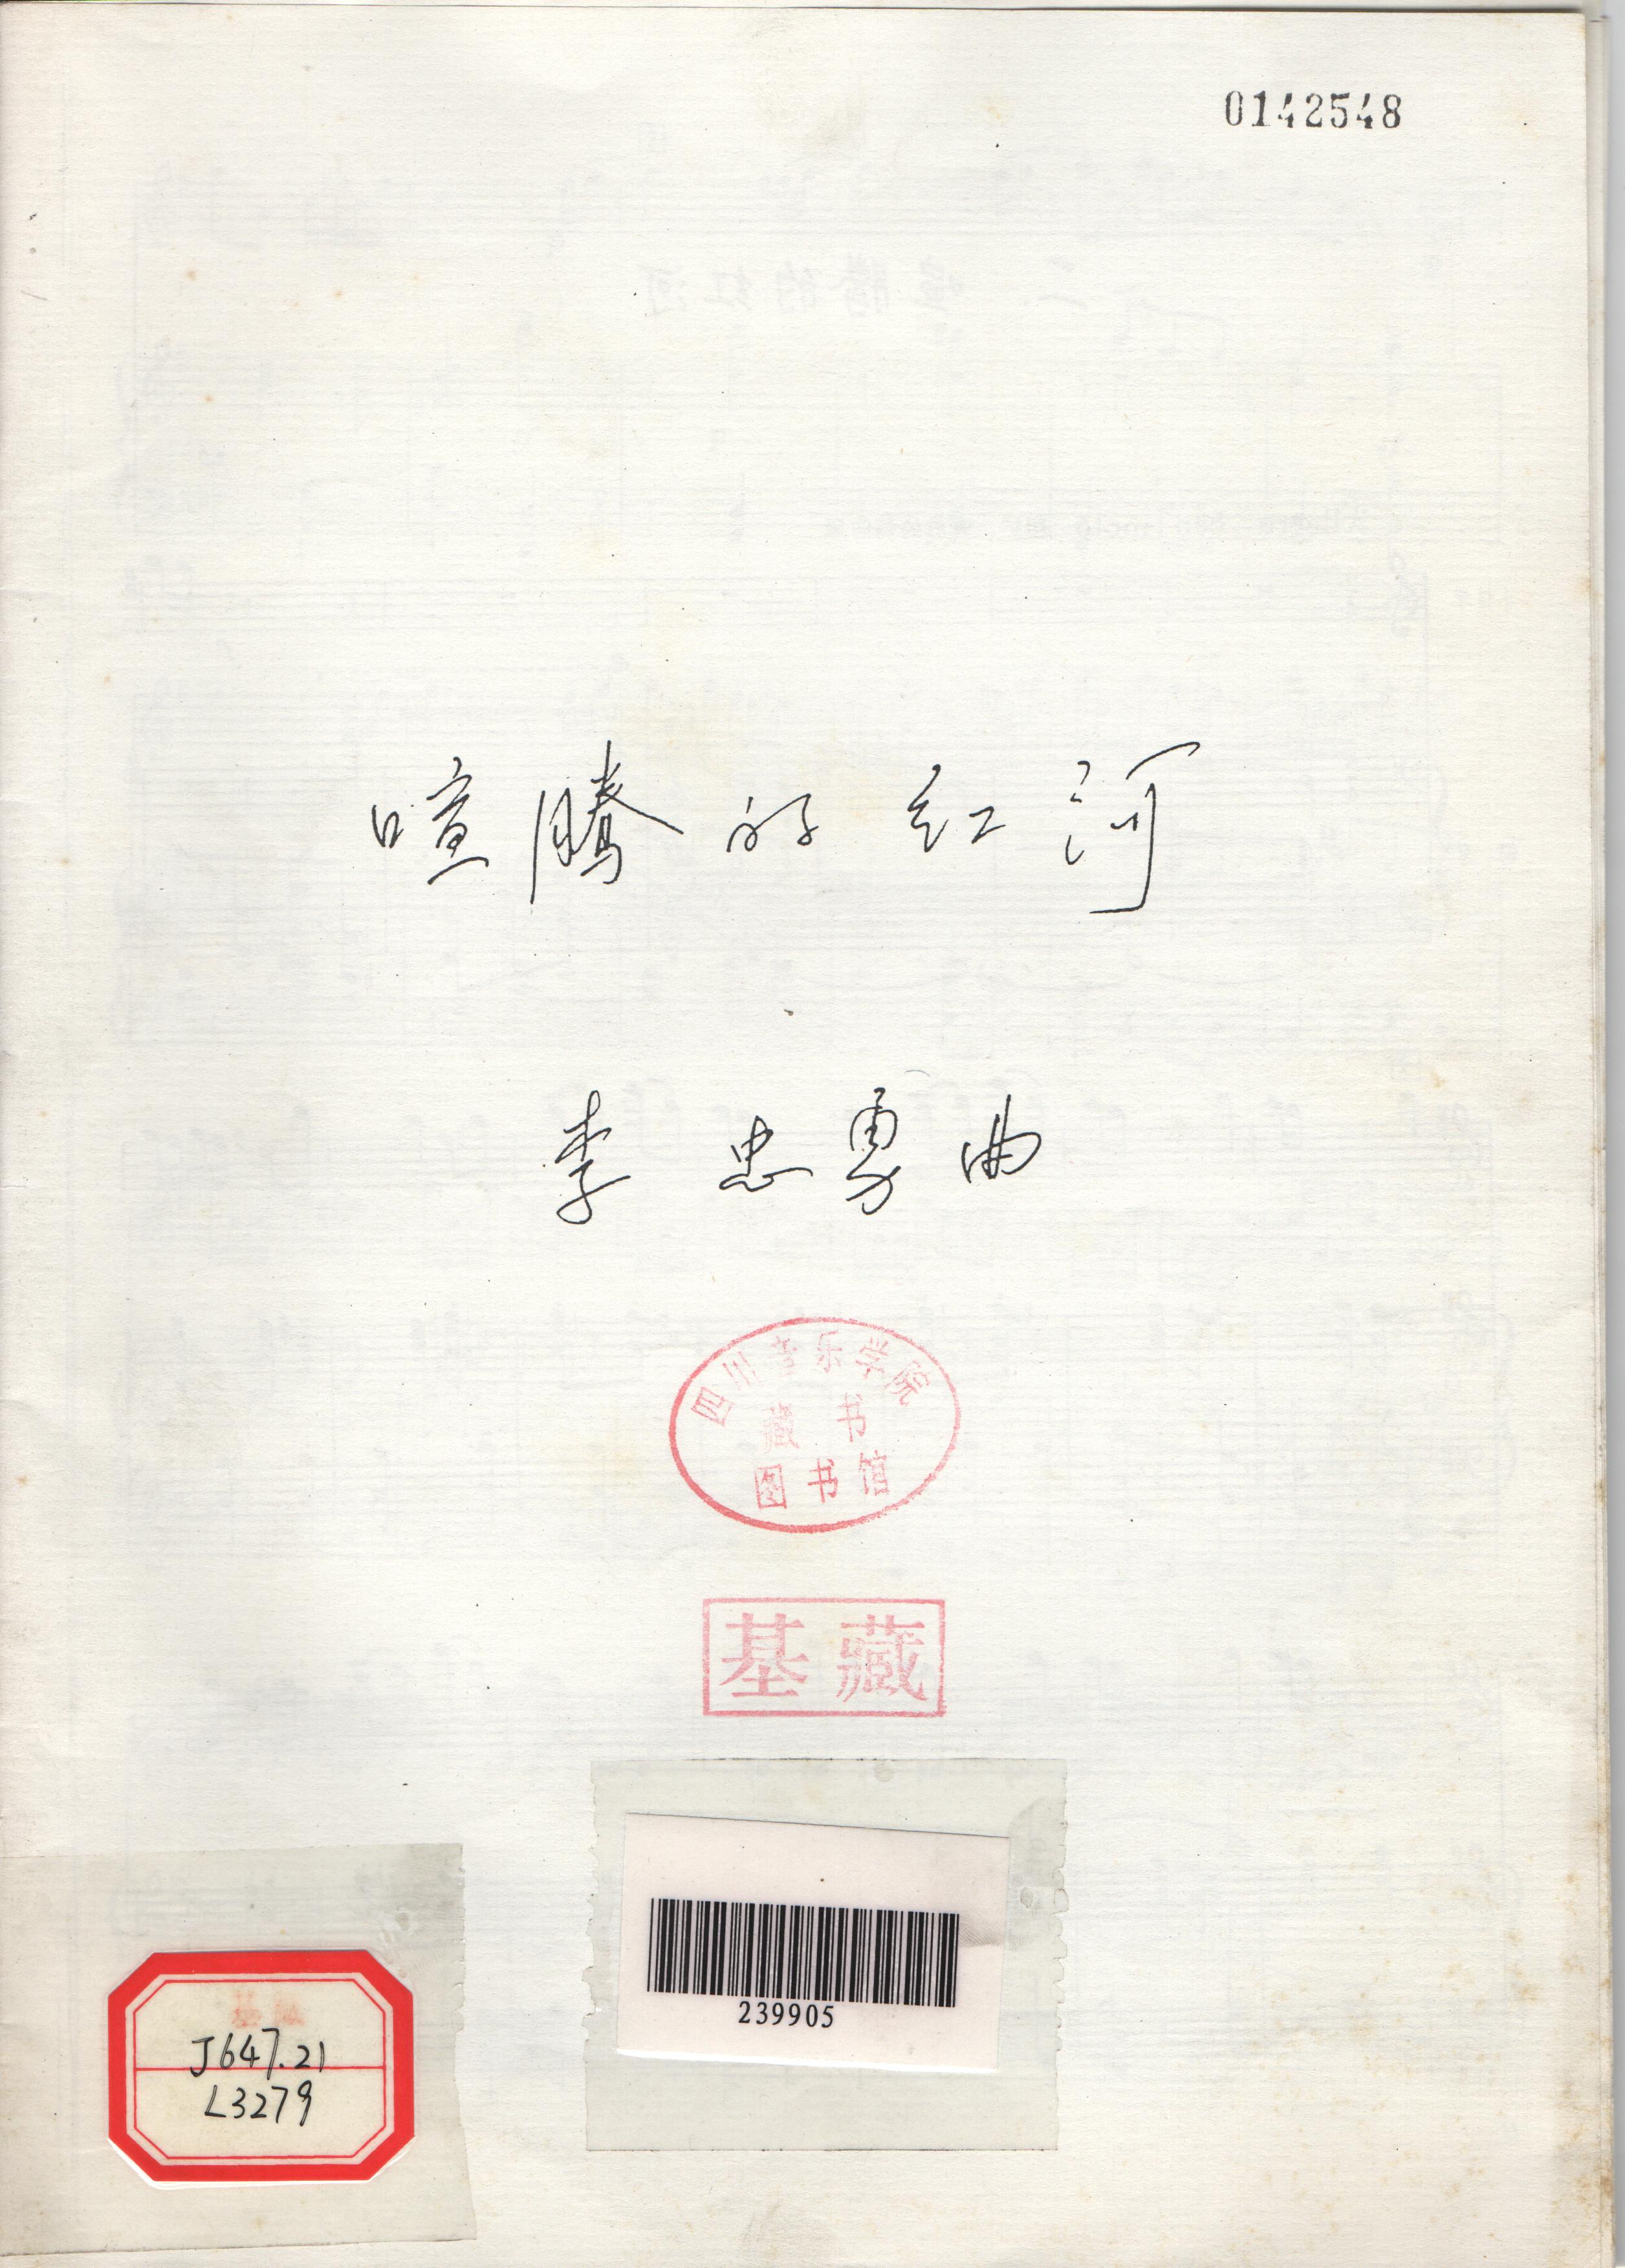 0142548
喧腾的红河
李忠勇曲
四川音乐学院
藏书
图书馆
基藏
239905
J647.21
L3279